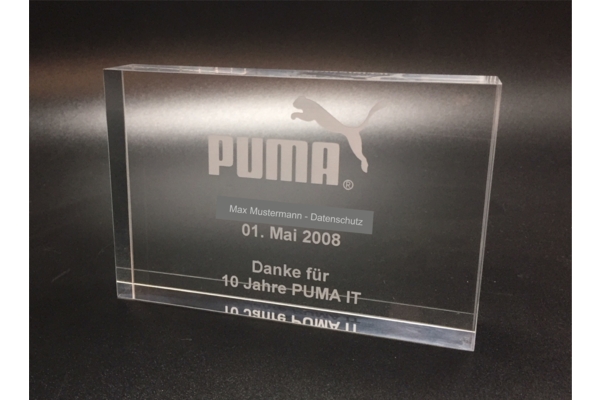 PUMA®
Max Mustermann - Datenschutz
01. Mai 2008
Danke für
10 Jahre PUMA IT